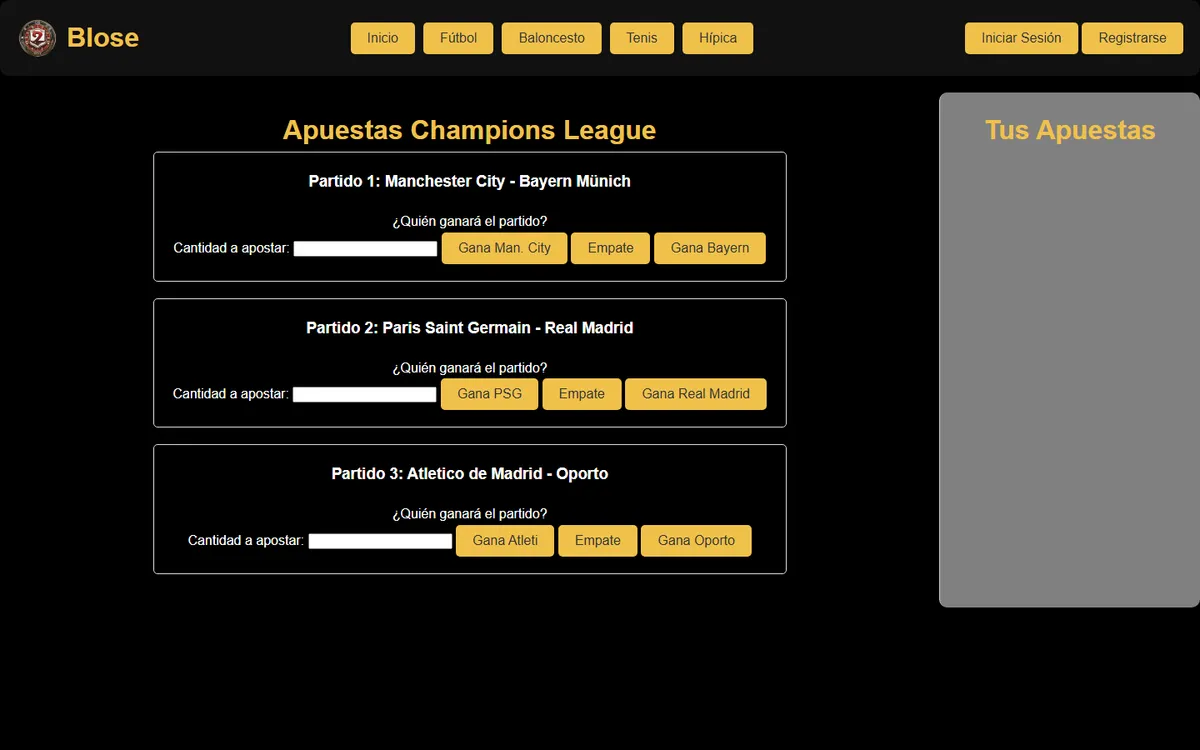 Blose
Inicio
Fútbol
Baloncesto
Tenis
Hípica
Iniciar Sesión
Registrarse
Apuestas Champions League
Partido 1: Manchester City - Bayern Münich
¿Quién ganará el partido?
Cantidad a apostar: Gana Man. City Empate Gana Bayern
Partido 2: Paris Saint Germain - Real Madrid
¿Quién ganará el partido?
Cantidad a apostar: Gana PSG Empate Gana Real Madrid
Partido 3: Atletico de Madrid - Oporto
¿Quién ganará el partido?
Cantidad a apostar: Gana Atleti Empate Gana Oporto
Tus Apuestas